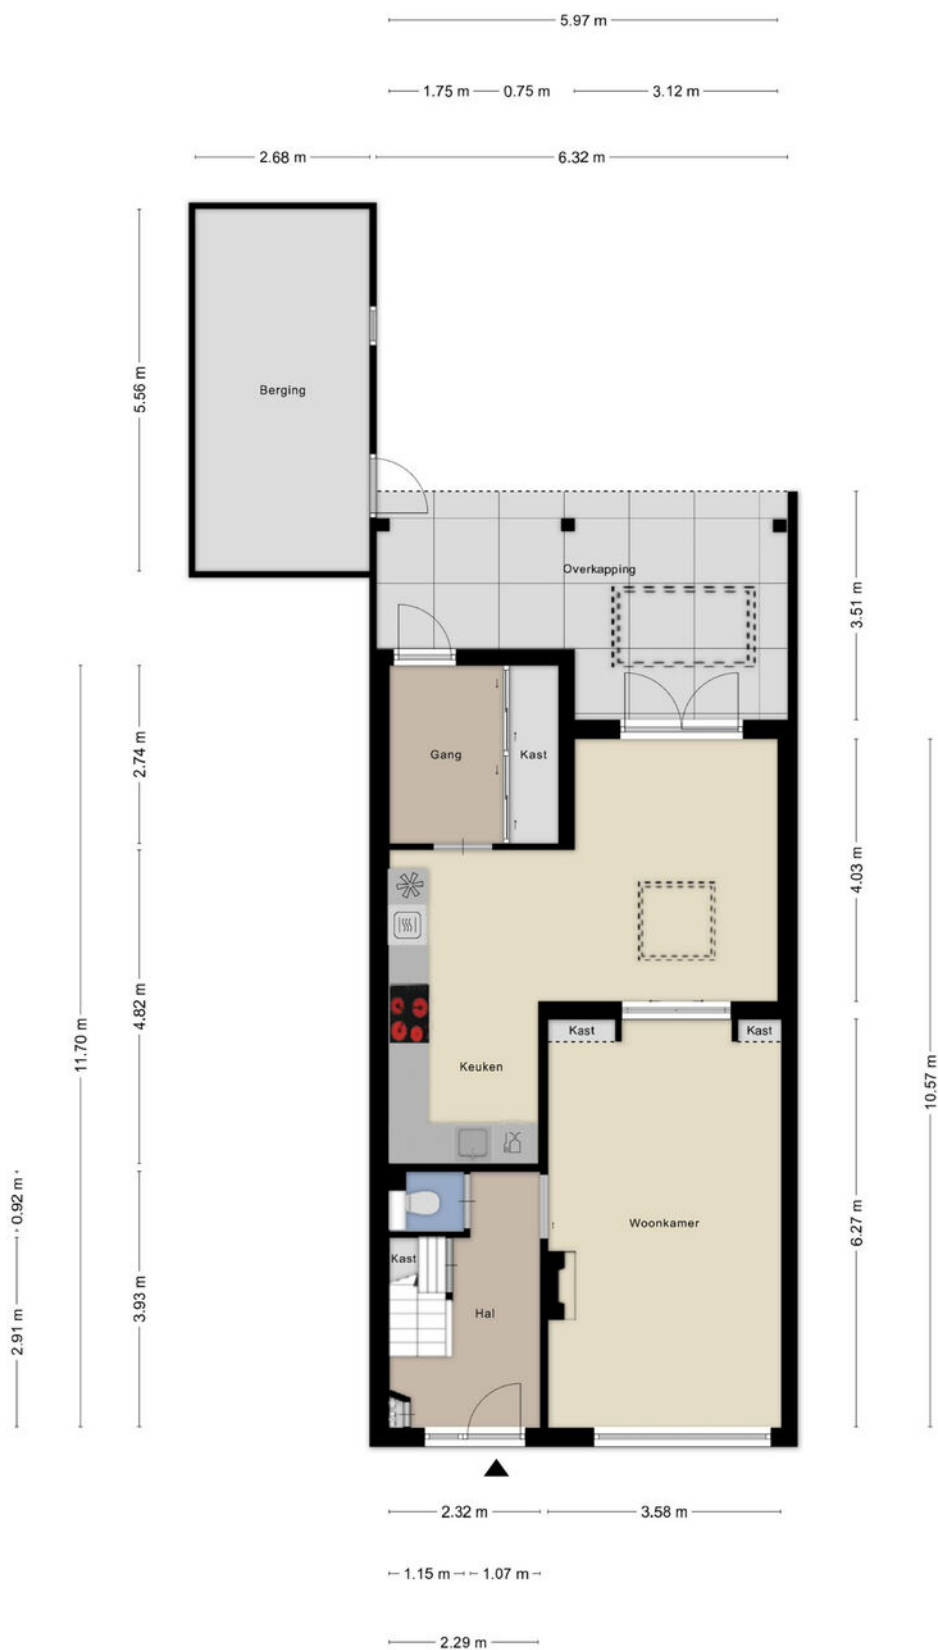 5.97 m
1.75 m
0.75 m
3.12 m
2.68 m
6.32 m
5.56 m
Berging
Overkapping
3.51 m
2.74 m
Gang
Kast
4.03 m
4.82 m
11.70 m
Kast
Kast
Keuken
10.57 m
0.92 m
Woonkamer
6.27 m
Kast
3.93 m
2.91 m
Hal
2.32 m
3.58 m
1.15 m
1.07 m
2.29 m